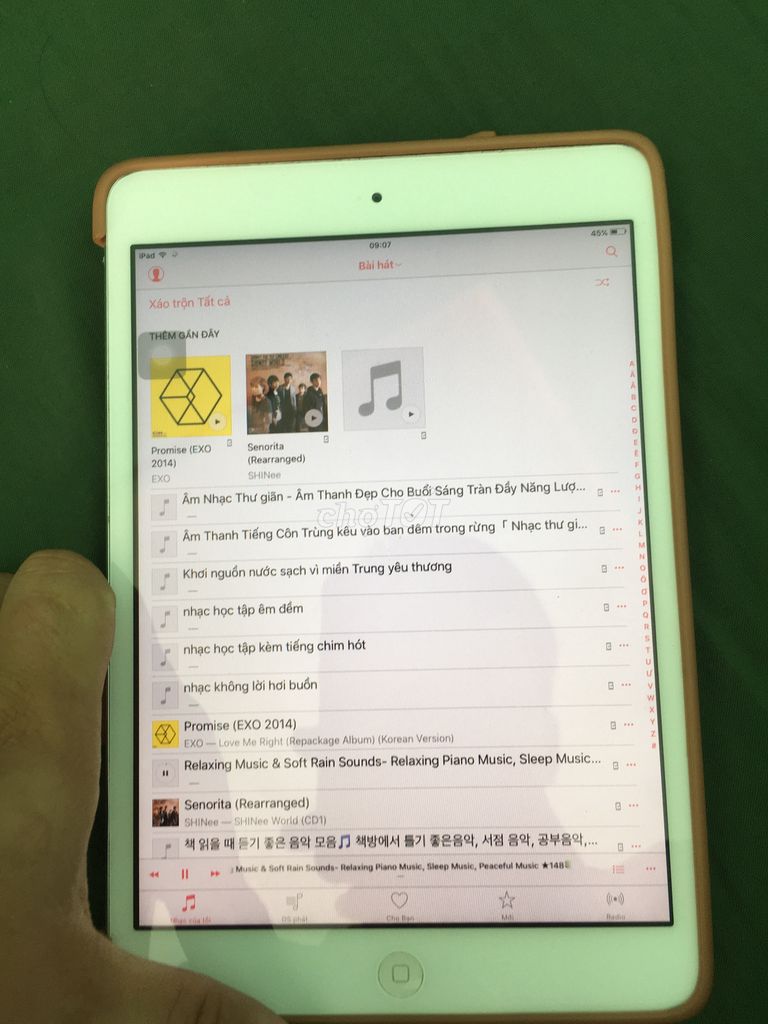 iPad
09:07
45%
Bài hát
Xáo trộn Tất cả
THÊM GẦN ĐÂY
Promise (EXO 2014)
EXO
Senorita (Rearranged)
SHINee
Âm Nhạc Thư giãn - Âm Thanh Đẹp Cho Buổi Sáng Tràn Đầy Năng Lượ...
chợTỐT
Âm Thanh Tiếng Côn Trùng kêu vào ban đêm trong rừng「 Nhạc thư gi...
Khơi nguồn nước sạch vì miền Trung yêu thương
nhạc học tập êm đềm
nhạc học tập kèm tiếng chim hót
nhạc không lời hơi buồn
Promise (EXO 2014)
EXO — Love Me Right (Repackage Album) (Korean Version)
Relaxing Music & Soft Rain Sounds- Relaxing Piano Music, Sleep Music...
Senorita (Rearranged)
SHINee — SHINee World (CD1)
책 읽을 때 듣기 좋은 음악 모음🎵 책방에서 틀기 좋은음악, 서점 음악, 공부음악,...
Music & Soft Rain Sounds- Relaxing Piano Music, Sleep Music, Peaceful Music ★148
Nhạc của tôi
DS phát
Cho Bạn
Mới
Radio